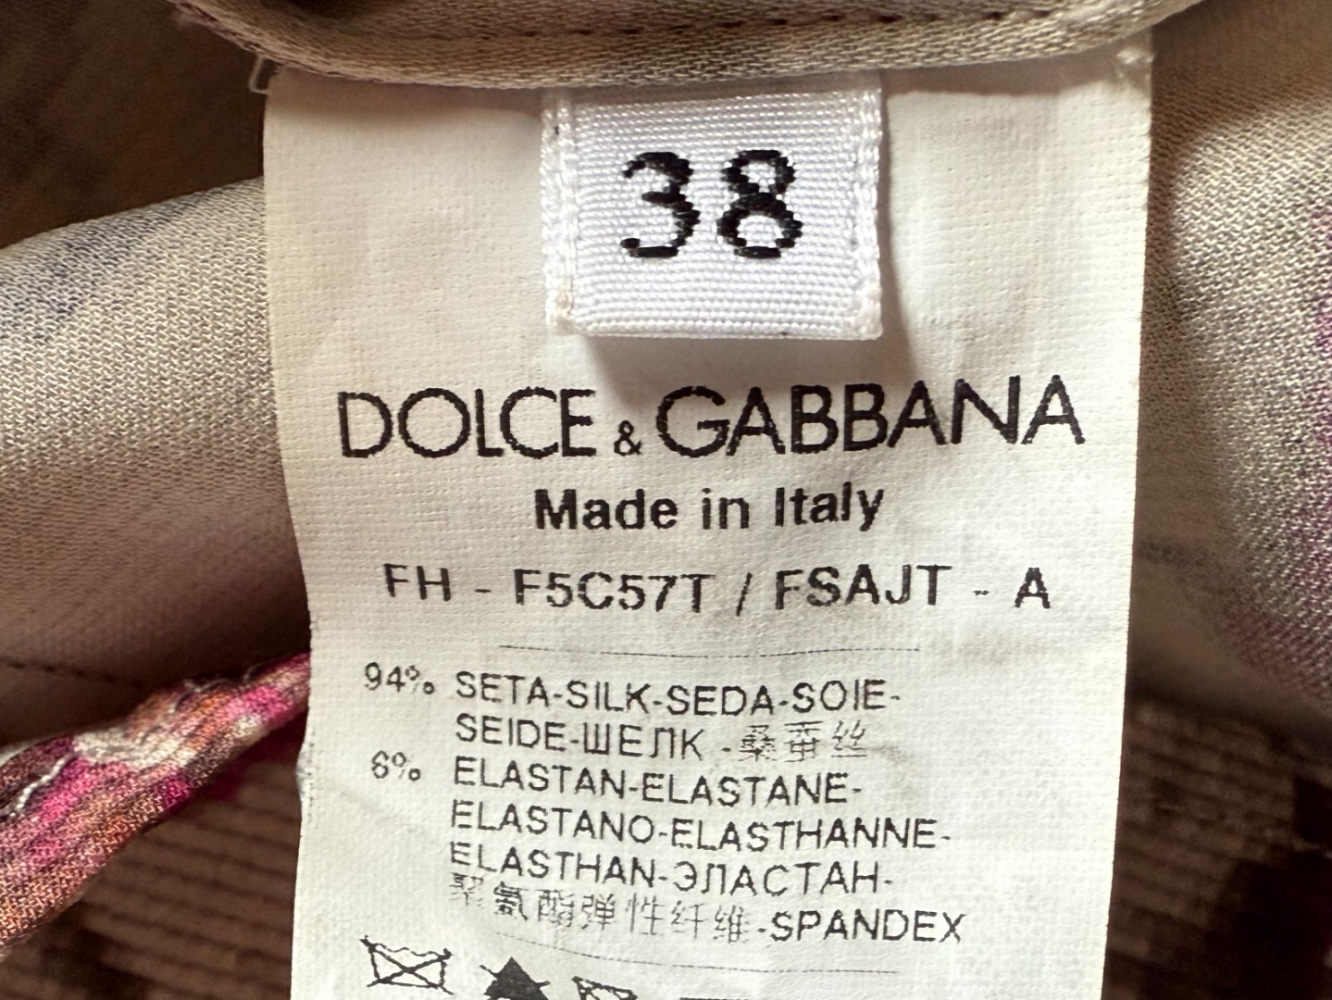 38
DOLCE & GABBANA
Made in Italy
FH - F5C57T / FSAJT - A
94% SETA-SILK-SEDA-SOIE-
SEIDE-ШЕЛК -桑蚕丝
6% ELASTAN-ELASTANE-
ELASTANO-ELASTHANNE-
ELASTHAN-ЭЛАСТАН-
聚氨酯弹性纤维-SPANDEX